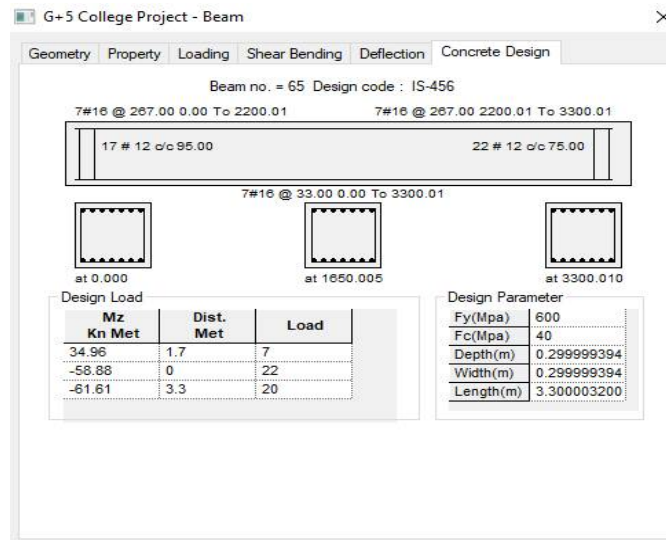 G+5 College Project - Beam
Geometry Property Loading Shear Bending Deflection Concrete Design
Beam no. = 65 Design code : IS-456
7#16 @ 267.00 0.00 To 2200.01 7#16 @ 267.00 2200.01 To 3300.01
17 # 12 c/c 95.00 22 # 12 c/c 75.00
7#16 @ 33.00 0.00 To 3300.01
at 0.000 at 1650.005 at 3300.010
Design Load Design Parameter
Mz Kn Met Dist. Met Load
34.96 1.7 7
-58.88 0 22
-61.61 3.3 20
Fy(Mpa) 600
Fc(Mpa) 40
Depth(m) 0.299999394
Width(m) 0.299999394
Length(m) 3.300003200